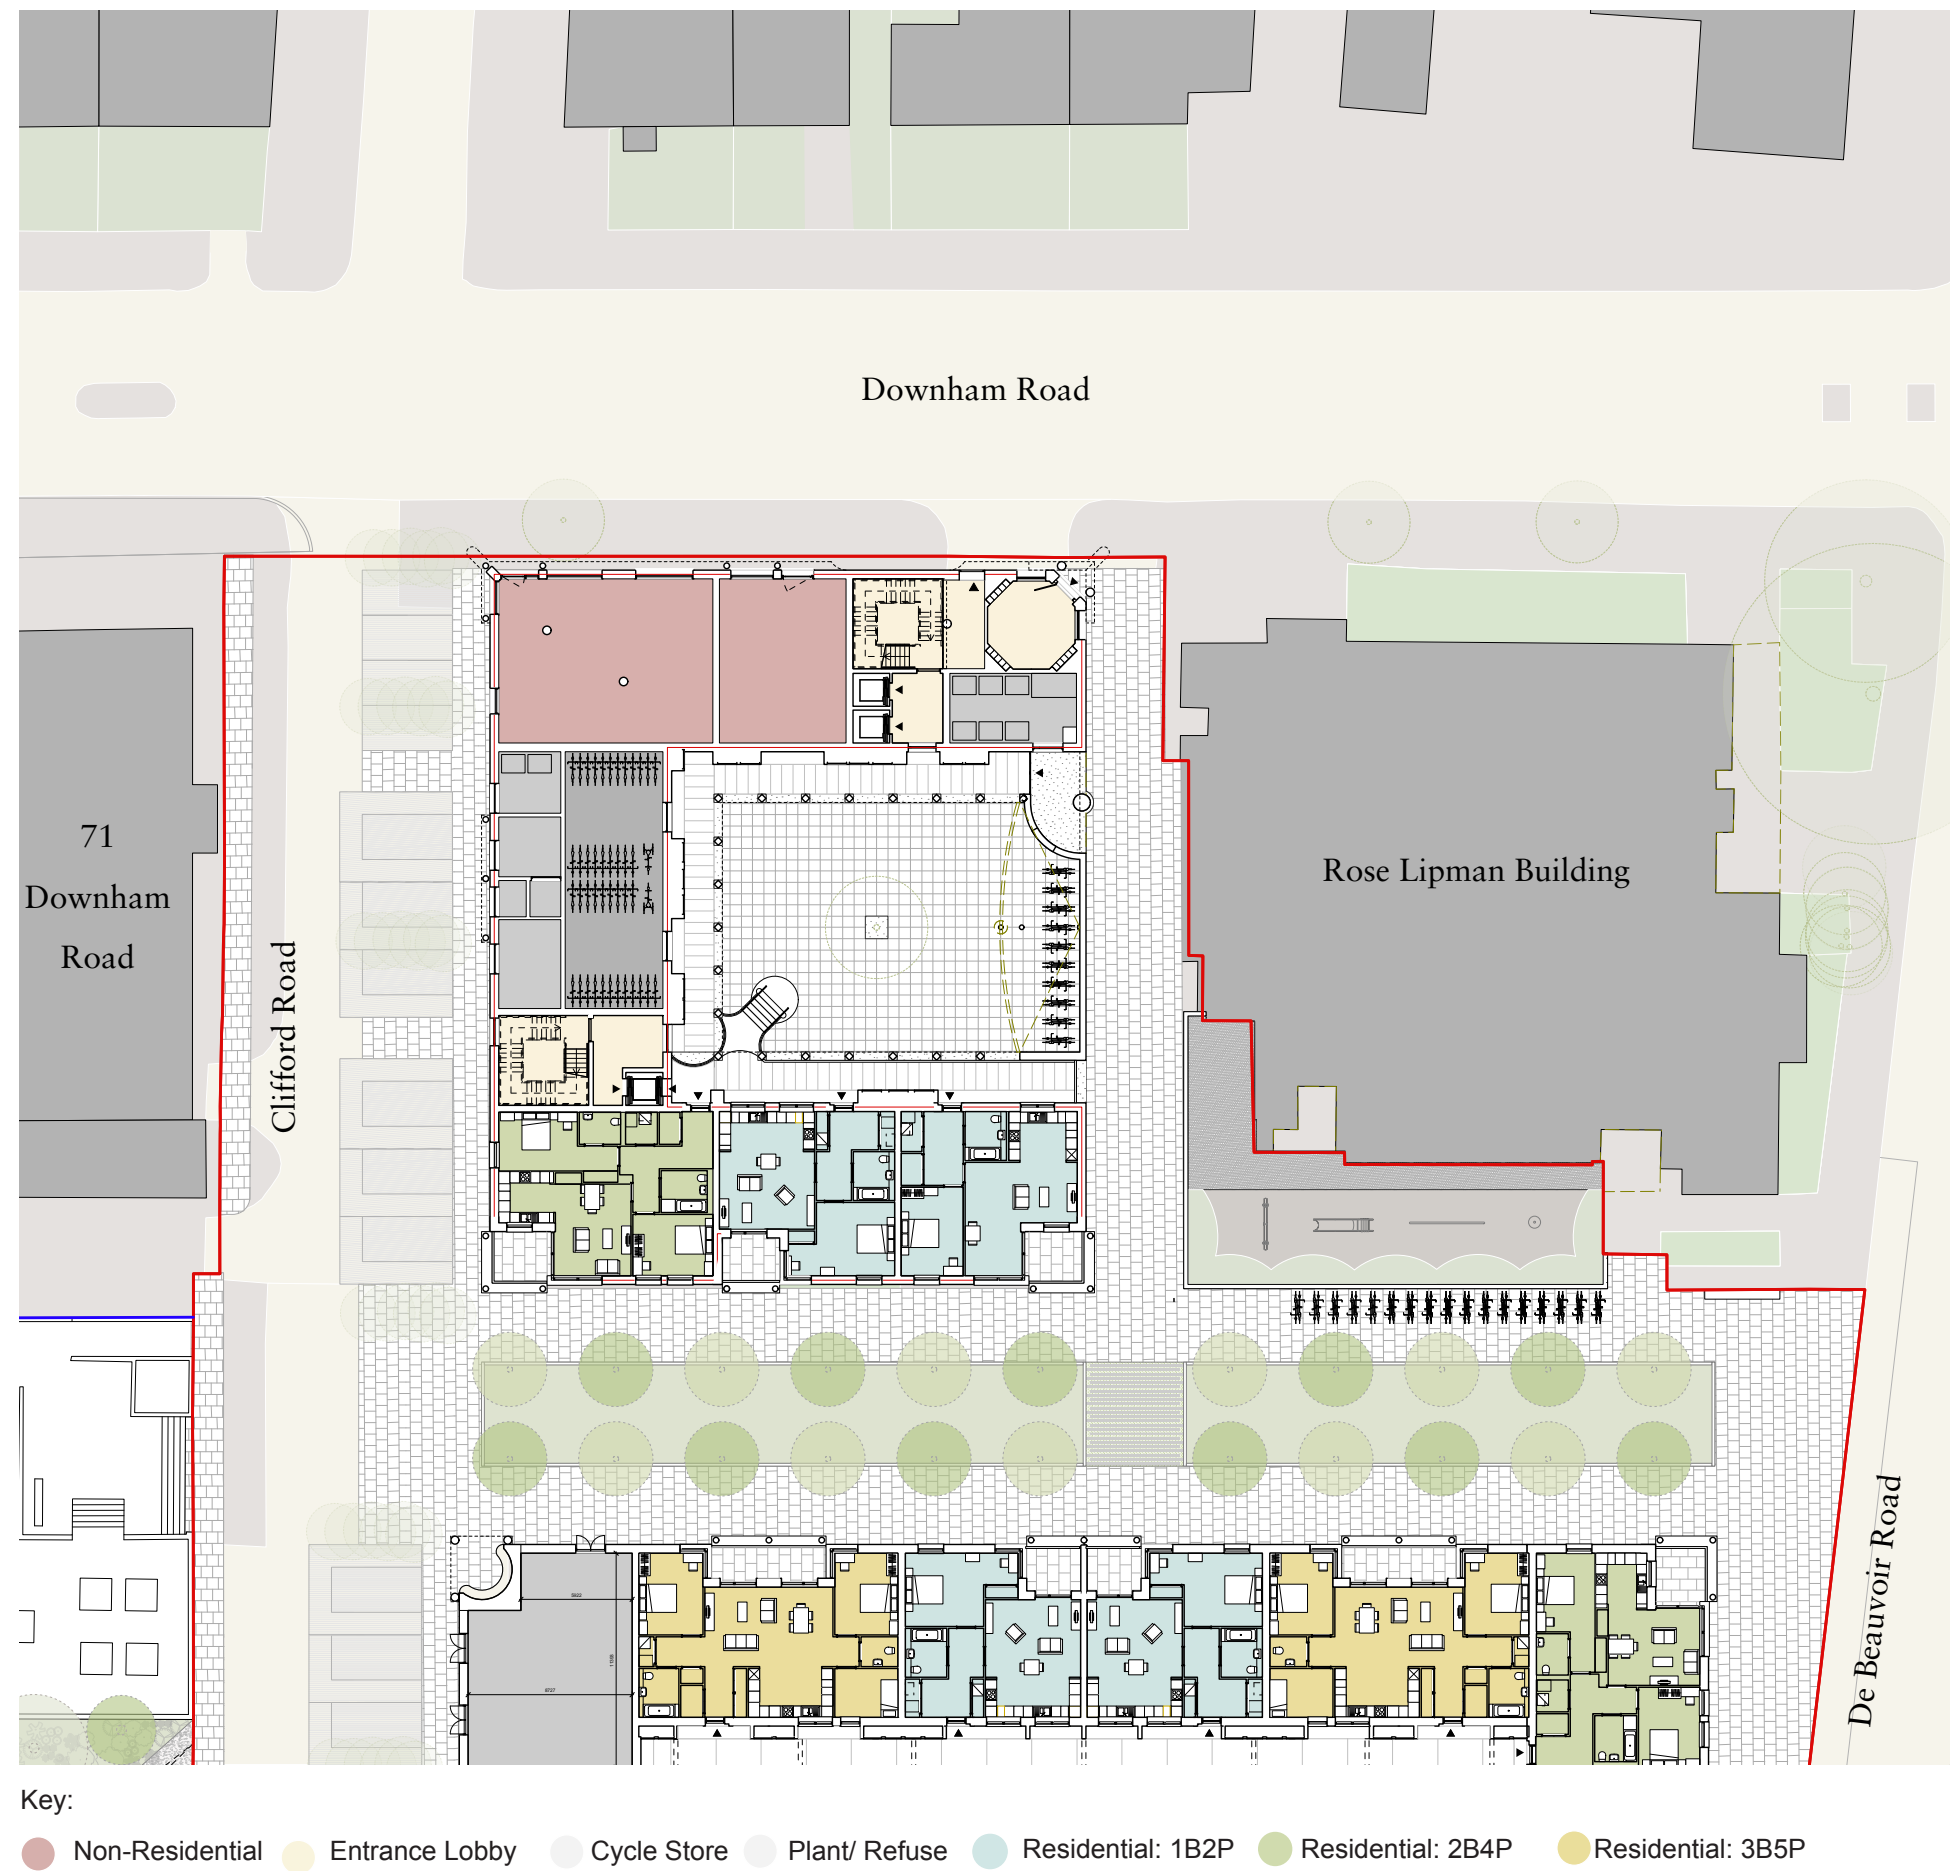 Downham Road
71
Downham
Road
Rose Lipman Building
Clifford Road
De Beauvoir Road
Key:
Non-Residential Entrance Lobby Cycle Store Plant/ Refuse Residential: 1B2P Residential: 2B4P Residential: 3B5P